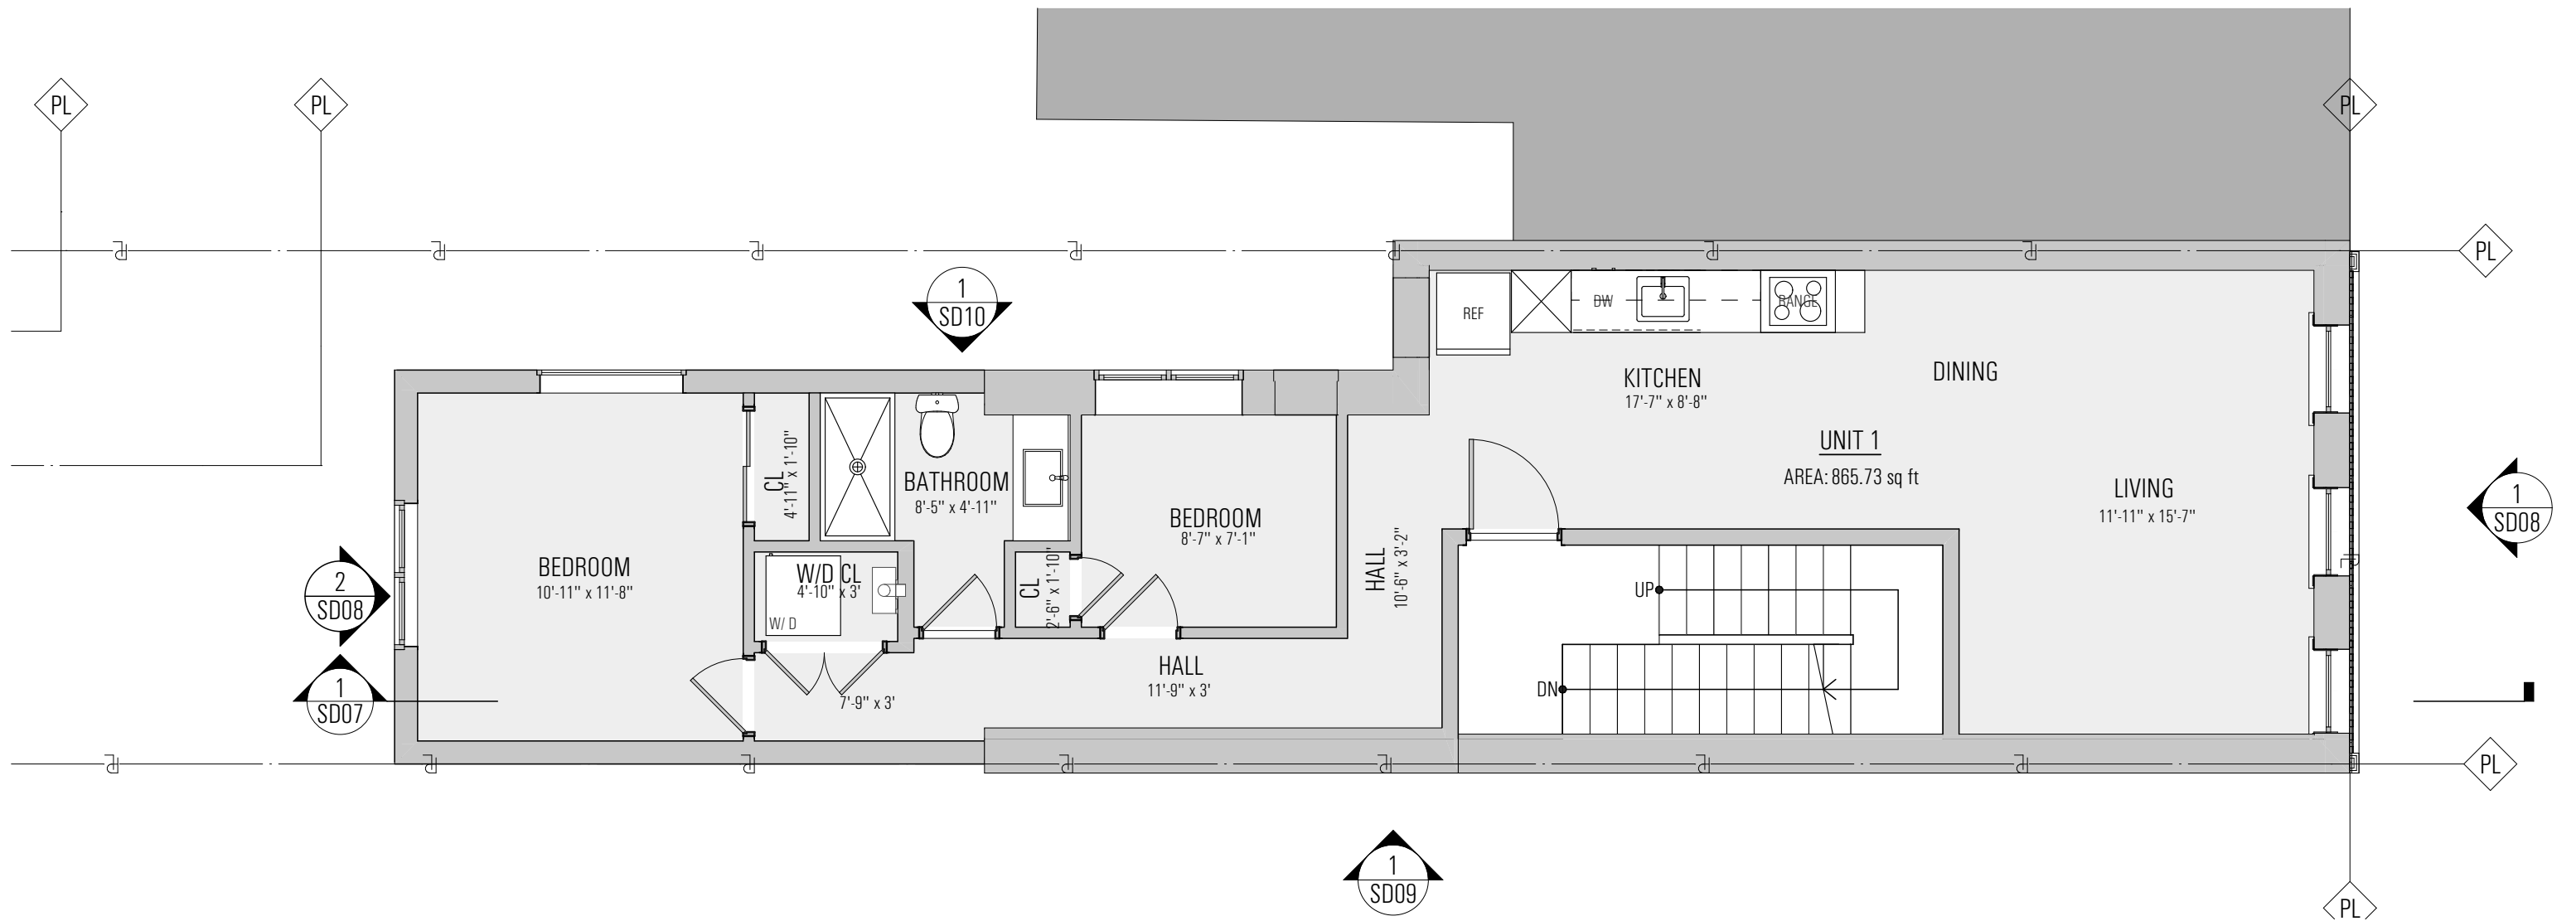 PL
PL
PL
PL
1
SD10
REF
DW
RANGE
KITCHEN
17'-7" x 8'-8"
DINING
UNIT 1
AREA: 865.73 sq ft
LIVING
11'-11" x 15'-7"
1
SD08
CL
4'-11" x 1'-10"
BATHROOM
8'-5" x 4'-11"
BEDROOM
8'-7" x 7'-1"
BEDROOM
10'-11" x 11'-8"
W/D CL
4'-10" x 3'
W/ D
CL
2'-6" x 1'-10"
HALL
10'-6" x 3'-2"
UP
DN
2
SD08
1
SD07
HALL
11'-9" x 3'
7'-9" x 3'
PL
1
SD09
PL